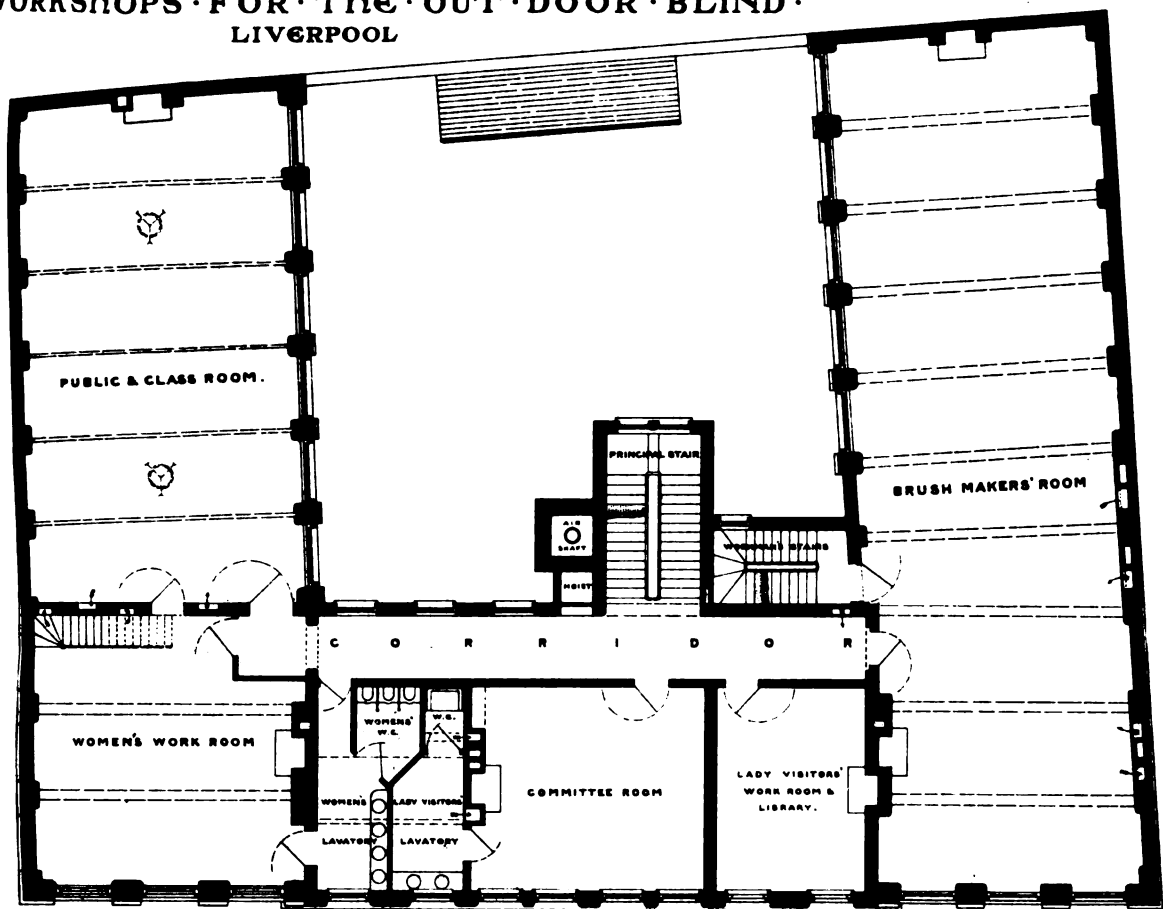 WORKSHOPS · FOR · THE · OUT · DOOR · BLIND ·
LIVERPOOL
PUBLIC & CLASS ROOM.
PRINCIPAL STAIR
BRUSH MAKERS' ROOM
AIR
SHAFT
HOIST
CORRIDOR
WOMEN'S WORK ROOM
WOMENS'
W.C.
W.C.
COMMITTEE ROOM
LADY VISITORS'
WORK ROOM &
LIBRARY.
WOMENS
LAVATORY
LADY VISITORS
LAVATORY